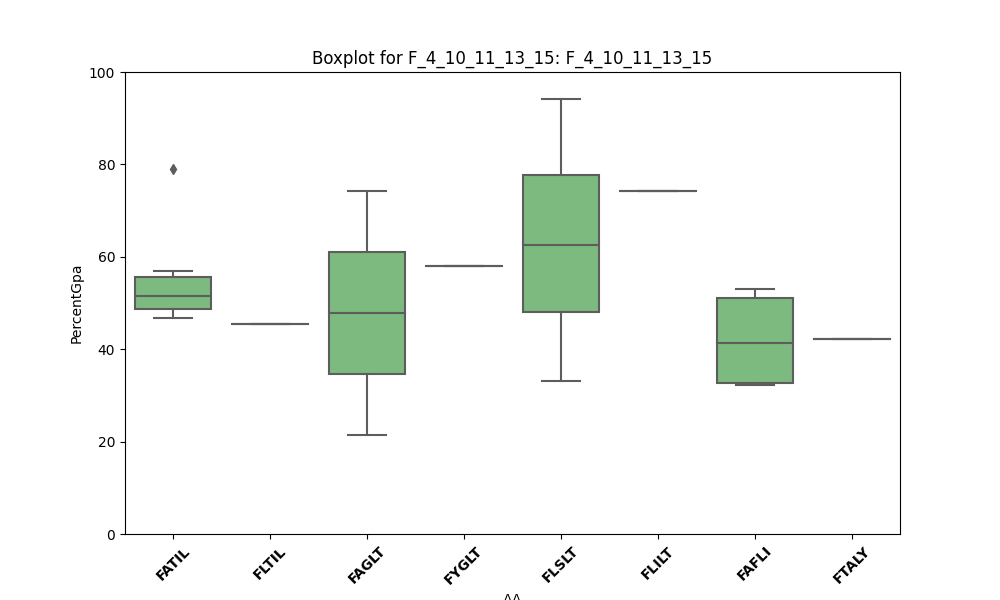 Boxplot for F_4_10_11_13_15: F_4_10_11_13_15
100
80
60
40
20
0
PercentGpa
FATIL
FLTIL
FAGLT
FYGLT
FLSLT
FLILT
FAFLI
FTALY
AA